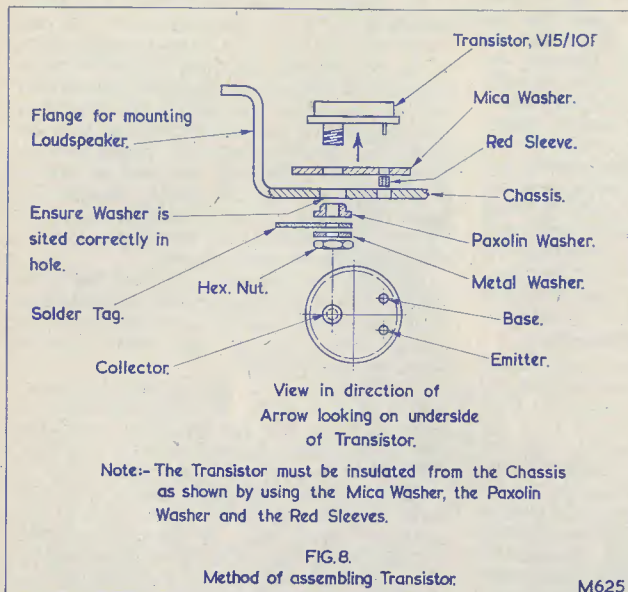 Transistor, V15/10P
Mica Washer.
Flange for mounting
Loudspeaker.
Red Sleeve.
Chassis.
Ensure Washer is
sited correctly in
hole.
Paxolin Washer.
Hex. Nut.
Metal Washer.
Solder Tag.
Base.
Collector.
Emitter.
View in direction of
Arrow looking on underside
of Transistor.
Note:- The Transistor must be insulated from the Chassis
as shown by using the Mica Washer, the Paxolin
Washer and the Red Sleeves.
FIG.8.
Method of assembling Transistor.
M625